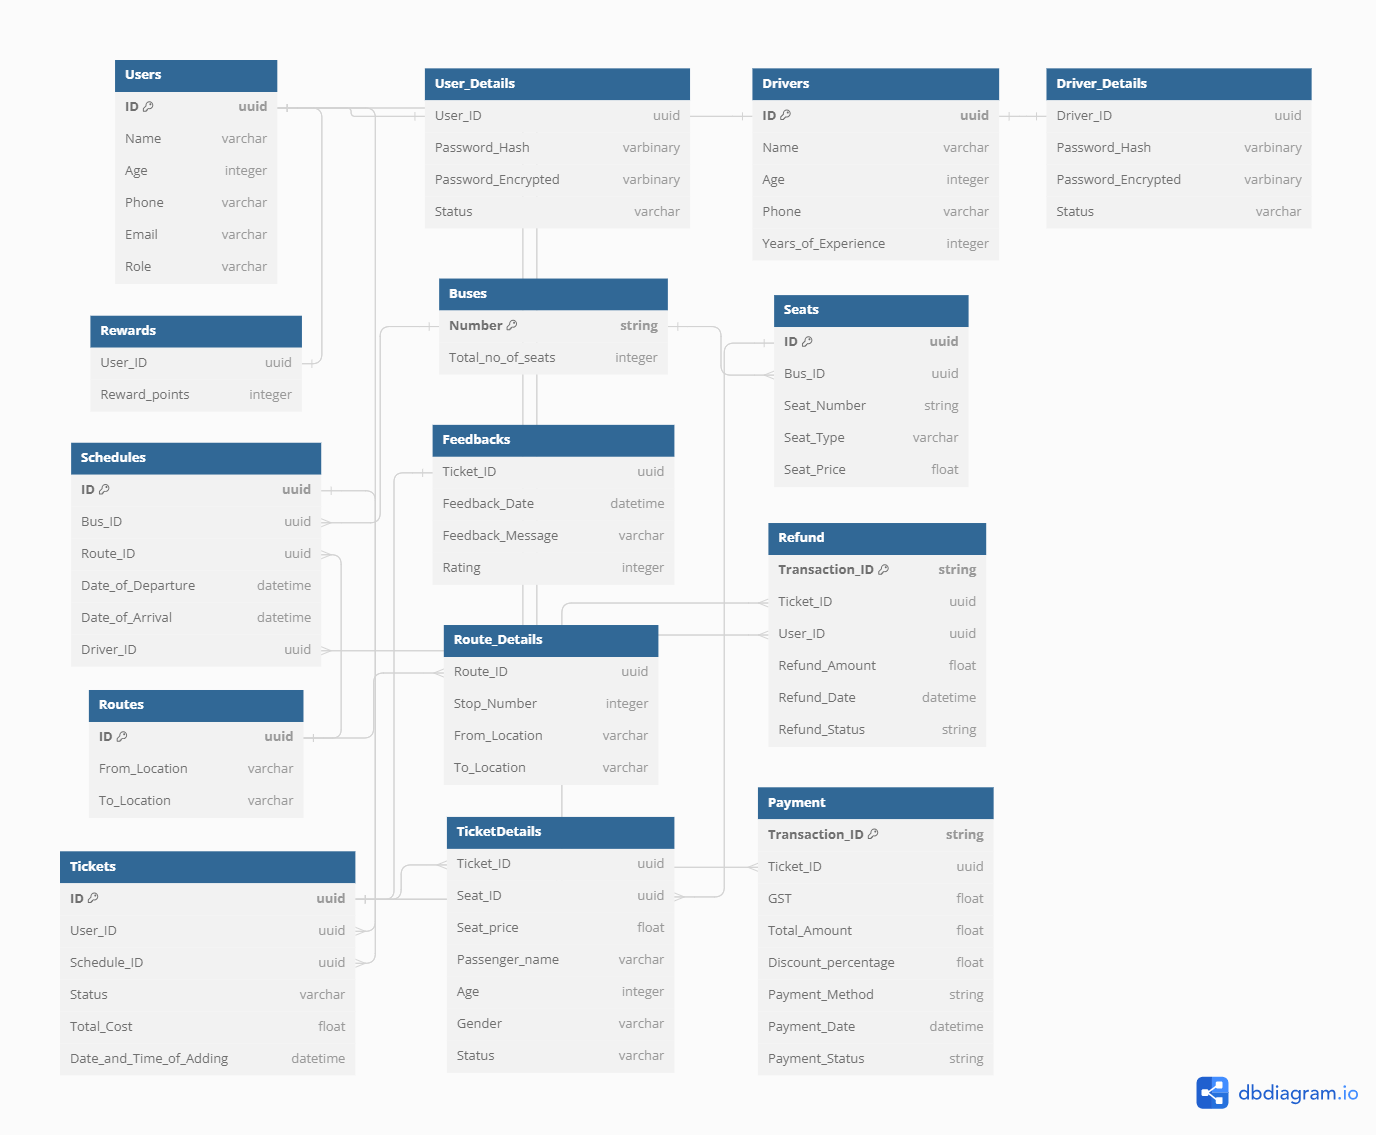 Users
ID uuid
Name varchar
Age integer
Phone varchar
Email varchar
Role varchar
User_Details
User_ID uuid
Password_Hash varbinary
Password_Encrypted varbinary
Status varchar
Drivers
ID uuid
Name varchar
Age integer
Phone varchar
Years_of_Experience integer
Driver_Details
Driver_ID uuid
Password_Hash varbinary
Password_Encrypted varbinary
Status varchar
Rewards
User_ID uuid
Reward_points integer
Buses
Number string
Total_no_of_seats integer
Seats
ID uuid
Bus_ID uuid
Seat_Number string
Seat_Type varchar
Seat_Price float
Schedules
ID uuid
Bus_ID uuid
Route_ID uuid
Date_of_Departure datetime
Date_of_Arrival datetime
Driver_ID uuid
Feedbacks
Ticket_ID uuid
Feedback_Date datetime
Feedback_Message varchar
Rating integer
Refund
Transaction_ID string
Ticket_ID uuid
User_ID uuid
Refund_Amount float
Refund_Date datetime
Refund_Status string
Routes
ID uuid
From_Location varchar
To_Location varchar
Route_Details
Route_ID uuid
Stop_Number integer
From_Location varchar
To_Location varchar
Tickets
ID uuid
User_ID uuid
Schedule_ID uuid
Status varchar
Total_Cost float
Date_and_Time_of_Adding datetime
TicketDetails
Ticket_ID uuid
Seat_ID uuid
Seat_price float
Passenger_name varchar
Age integer
Gender varchar
Status varchar
Payment
Transaction_ID string
Ticket_ID uuid
GST float
Total_Amount float
Discount_percentage float
Payment_Method string
Payment_Date datetime
Payment_Status string
dbdiagram.io